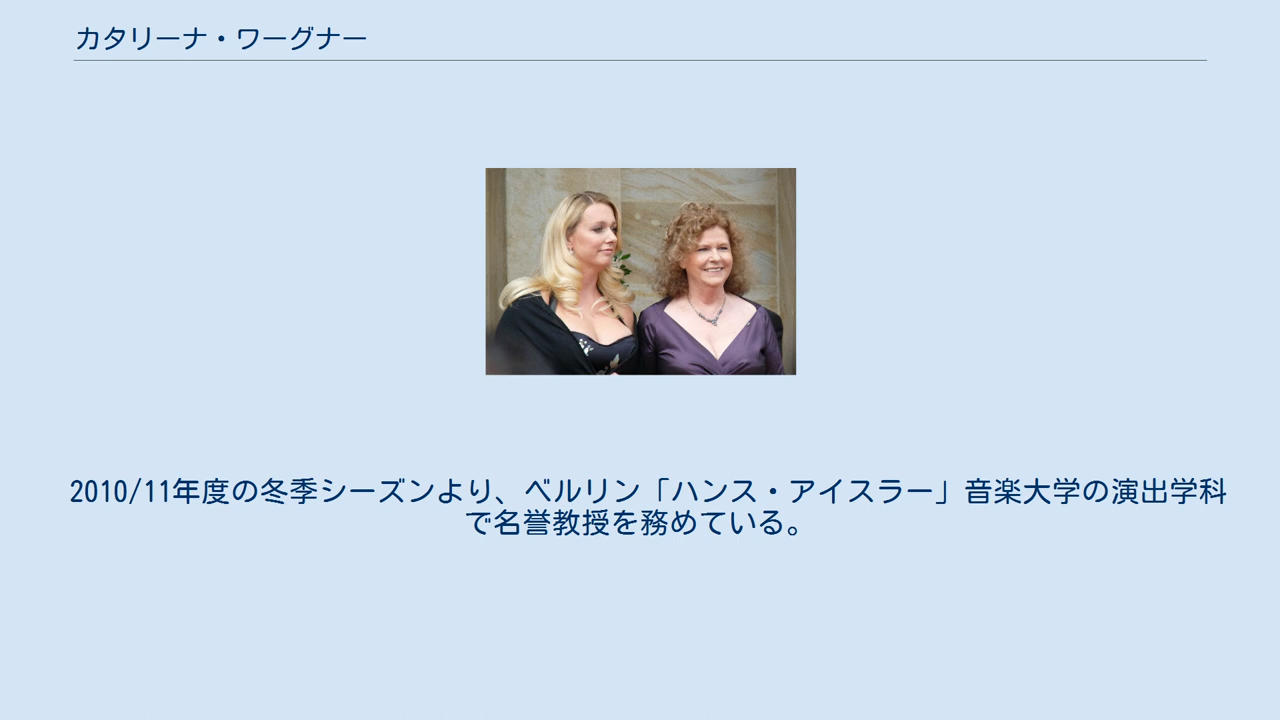 カタリーナ・ワーグナー
2010/11年度の冬季シーズンより、ベルリン「ハンス・アイスラー」音楽大学の演出学科
で名誉教授を務めている。